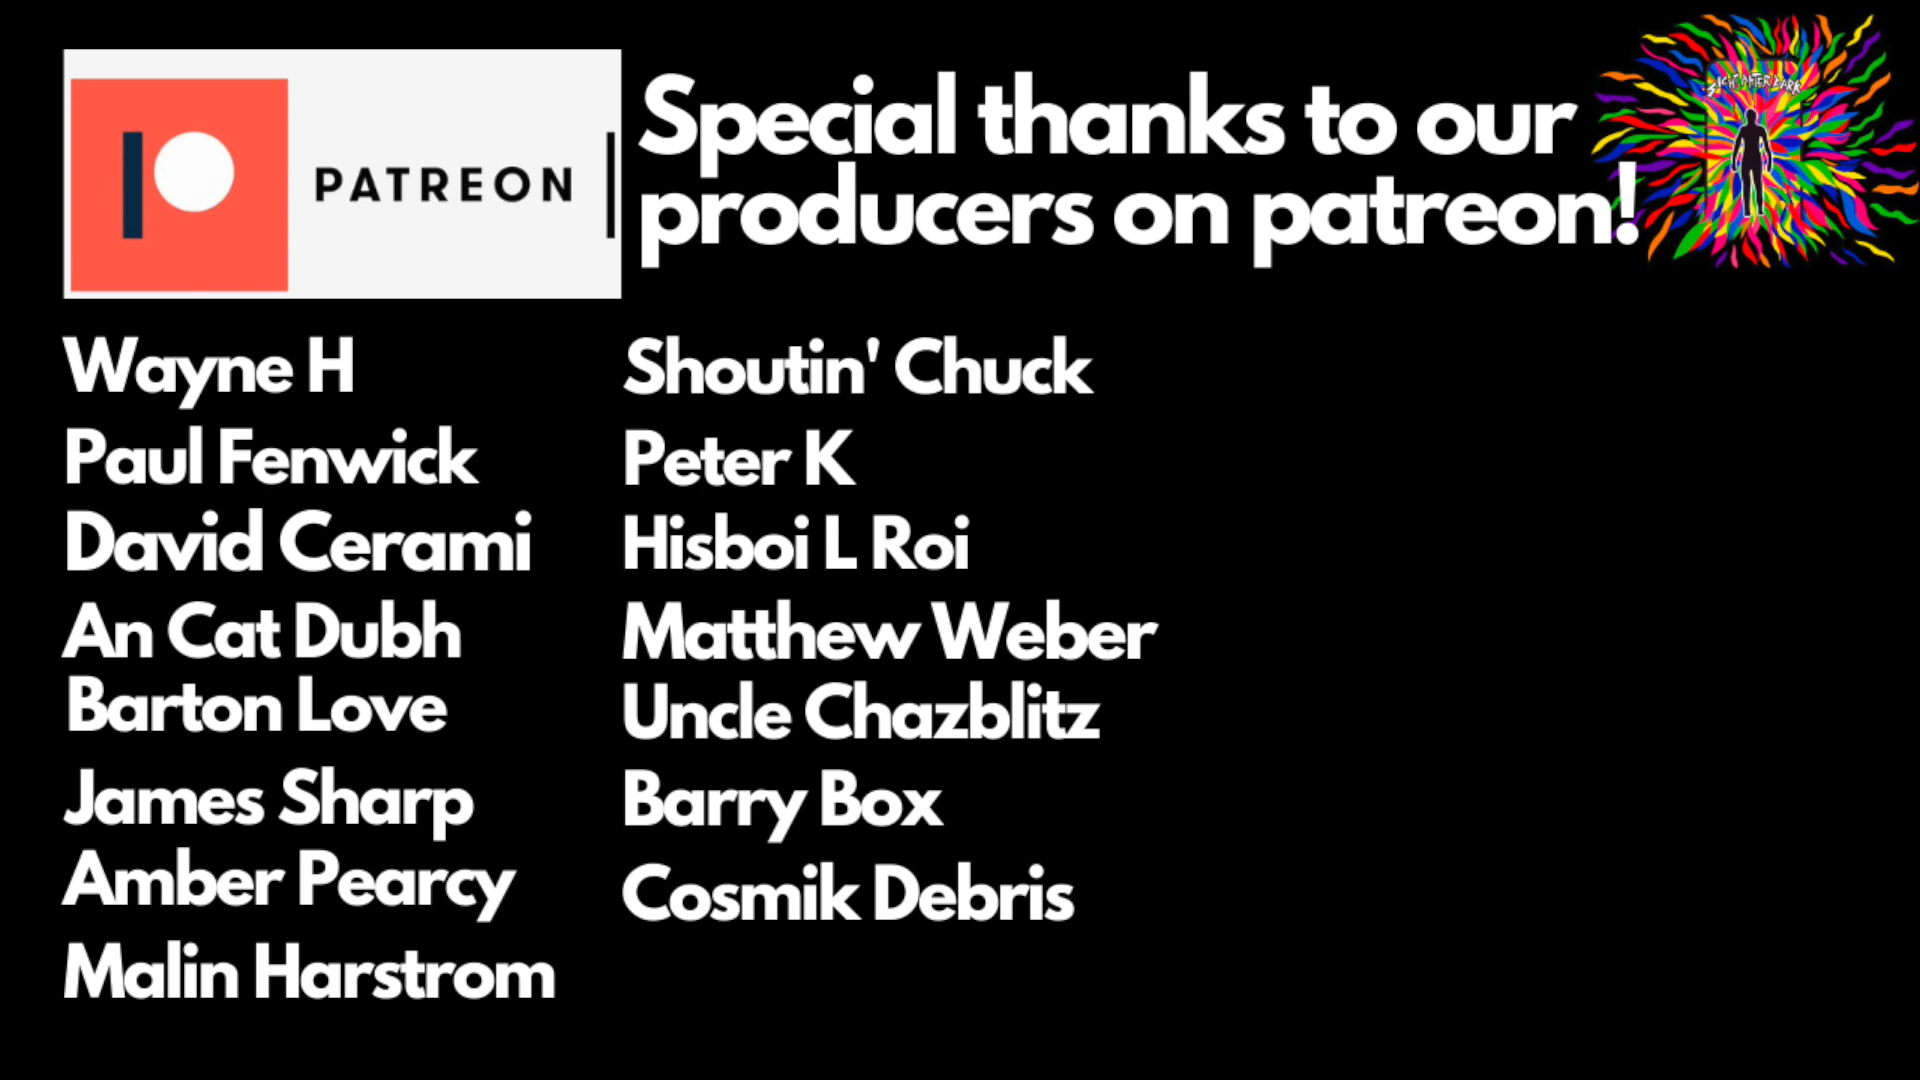 PATREON
Special thanks to our
producers on patreon!
Wayne H
Paul Fenwick
David Cerami
An Cat Dubh
Barton Love
James Sharp
Amber Pearcy
Malin Harstrom
Shoutin' Chuck
Peter K
Hisboi L Roi
Matthew Weber
Uncle Chazblitz
Barry Box
Cosmik Debris